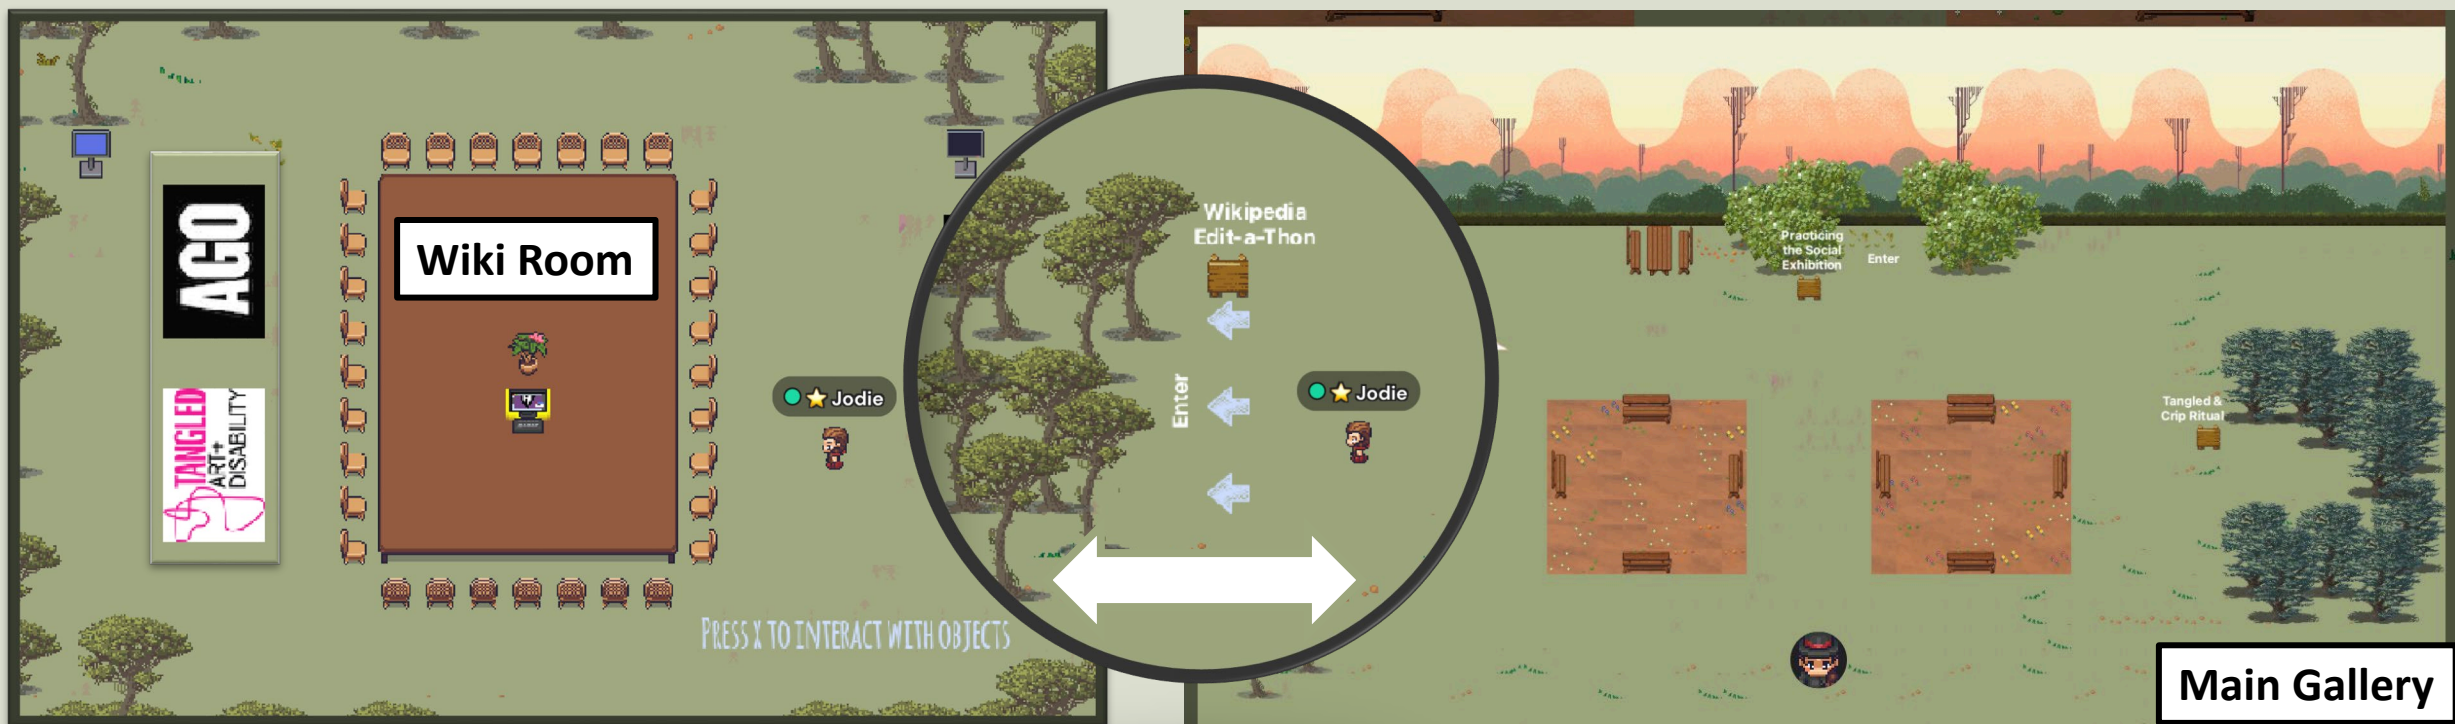 AGO
TANGLED
ART+
DISABILITY
Wiki Room
Jodie
PRESS X TO INTERACT WITH OBJECTS
Wikipedia
Edit-a-Thon
Enter
Jodie
Practicing
the Social
Exhibition
Enter
Tangled &
Crip Ritual
Main Gallery